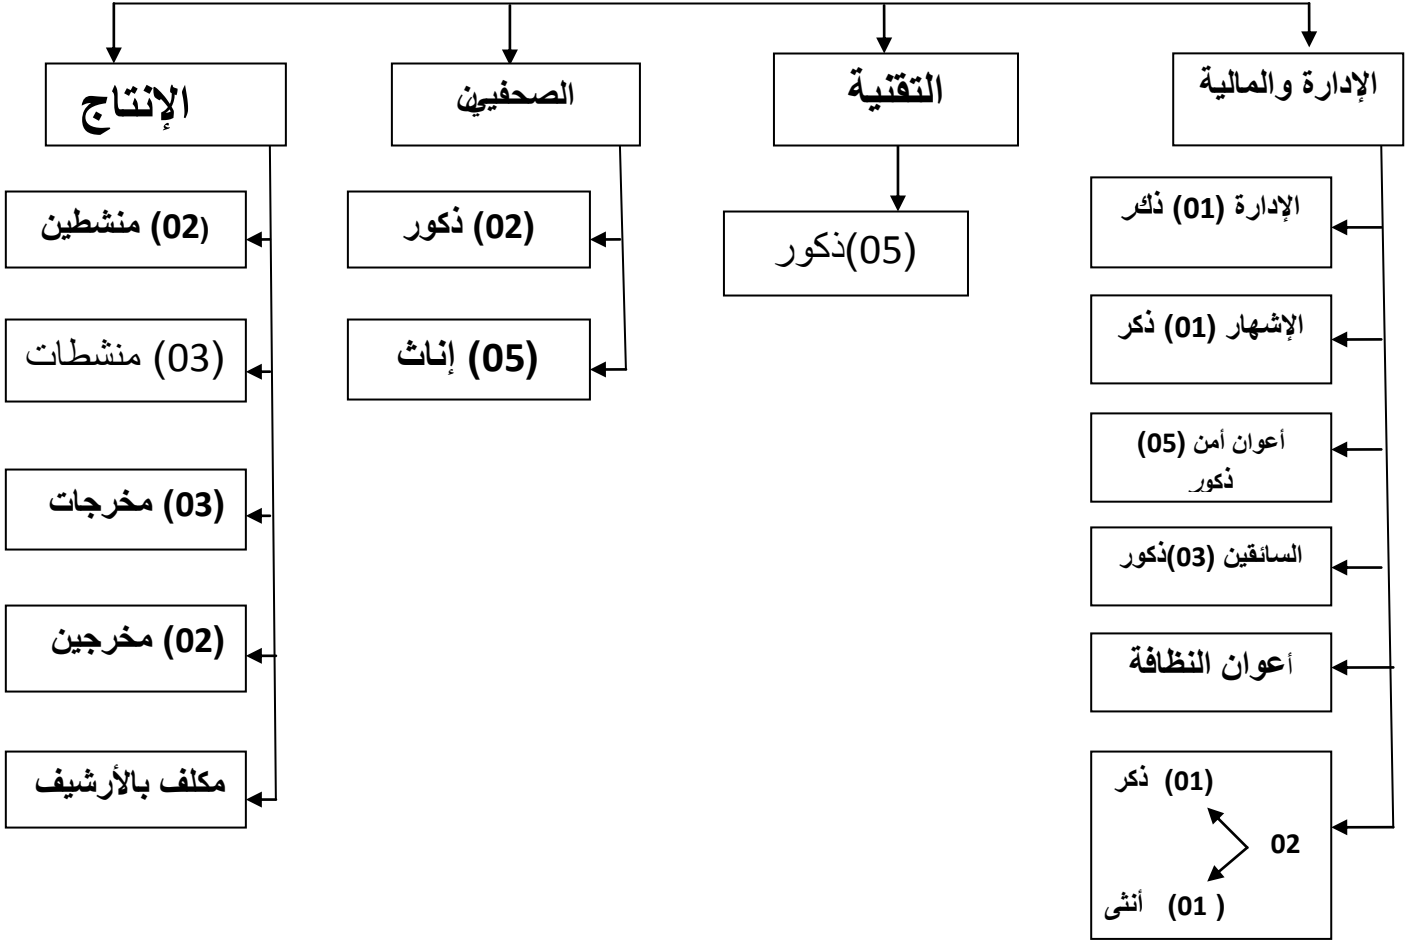 الإدارة والمالية
التقنية
الصحفيين
الإنتاج
الإدارة (01) ذكر
الإشهار (01) ذكر
أعوان أمن (05)
ذكور
السائقين (03)ذكور
أعوان النظافة
(01) ذكر
02
(01 ) أنثى
(05)ذكور
(02) ذكور
(05) إناث
(02) منشطين
(03) منشطات
(03) مخرجات
(02) مخرجين
مكلف بالأرشيف